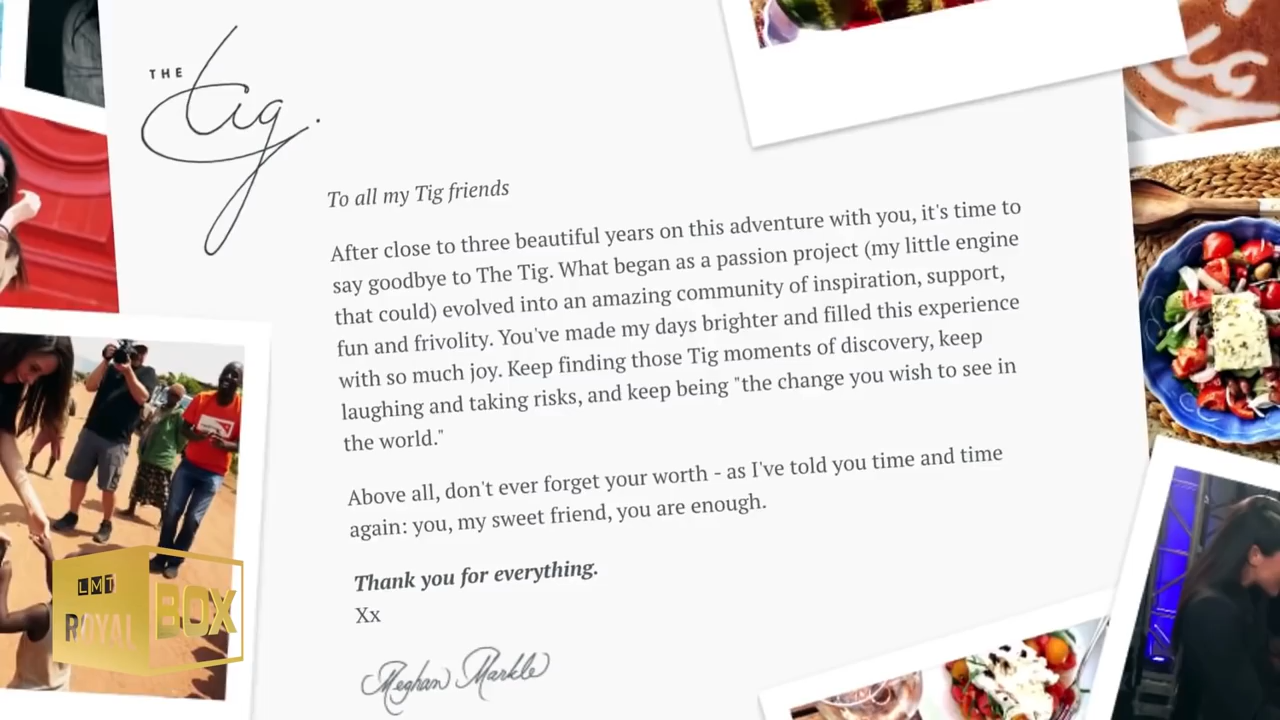 THE
tig.
To all my Tig friends
After close to three beautiful years on this adventure with you, it's time to
say goodbye to The Tig. What began as a passion project (my little engine
that could) evolved into an amazing community of inspiration, support,
fun and frivolity. You've made my days brighter and filled this experience
with so much joy. Keep finding those Tig moments of discovery, keep
laughing and taking risks, and keep being "the change you wish to see in
the world."
Above all, don't ever forget your worth - as I've told you time and time
again: you, my sweet friend, you are enough.
Thank you for everything.
Xx
Meghan Markle
LMT
ROYAL
BOX